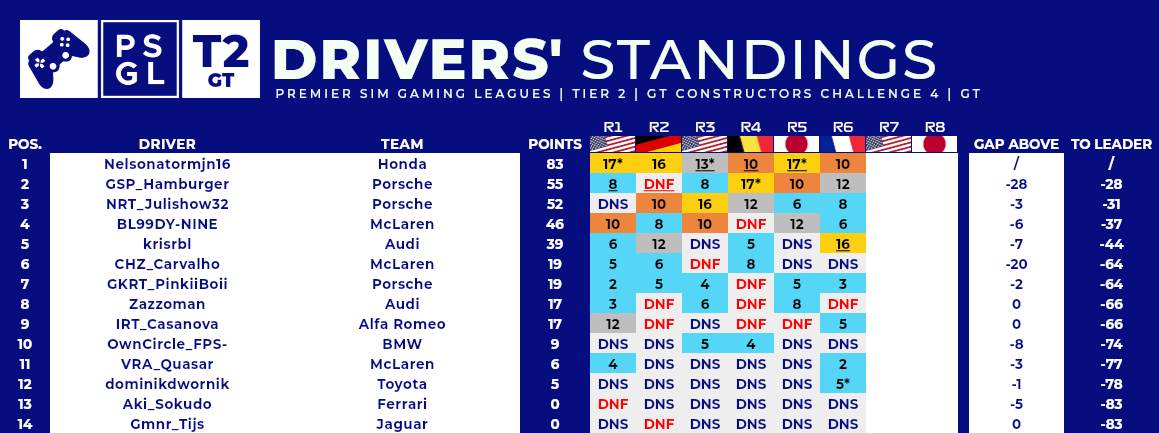 PS
GL
T2
GT
DRIVERS' STANDINGS
PREMIER SIM GAMING LEAGUES | TIER 2 | GT CONSTRUCTORS CHALLENGE 4 | GT
R1 R2 R3 R4 R5 R6 R7 R8
POS. DRIVER TEAM POINTS GAP ABOVE TO LEADER
1 Nelsonatormjn16 Honda 83 17* 16 13* 10 17* 10 / /
2 GSP_Hamburger Porsche 55 8 DNF 8 17* 10 12 -28 -28
3 NRT_Julishow32 Porsche 52 DNS 10 16 12 6 8 -3 -31
4 BL99DY-NINE McLaren 46 10 8 10 DNF 12 6 -6 -37
5 krisrbl Audi 39 6 12 DNS 5 DNS 16 -7 -44
6 CHZ_Carvalho McLaren 19 5 6 DNF 8 DNS DNS -20 -64
7 GKRT_PinkiiBoii Porsche 19 2 5 4 DNF 5 3 -2 -64
8 Zazzoman Audi 17 3 DNF 6 DNF 8 DNF 0 -66
9 IRT_Casanova Alfa Romeo 17 12 DNF DNS DNF DNF 5 0 -66
10 OwnCircle_FPS- BMW 9 DNS DNS 5 4 DNS DNS -8 -74
11 VRA_Quasar McLaren 6 4 DNS DNS DNS DNS 2 -3 -77
12 dominikdwornik Toyota 5 DNS DNS DNS DNS DNS 5* -1 -78
13 Aki_Sokudo Ferrari 0 DNF DNS DNS DNS DNS DNS -5 -83
14 Gmnr_Tijs Jaguar 0 DNS DNF DNS DNS DNS DNS 0 -83